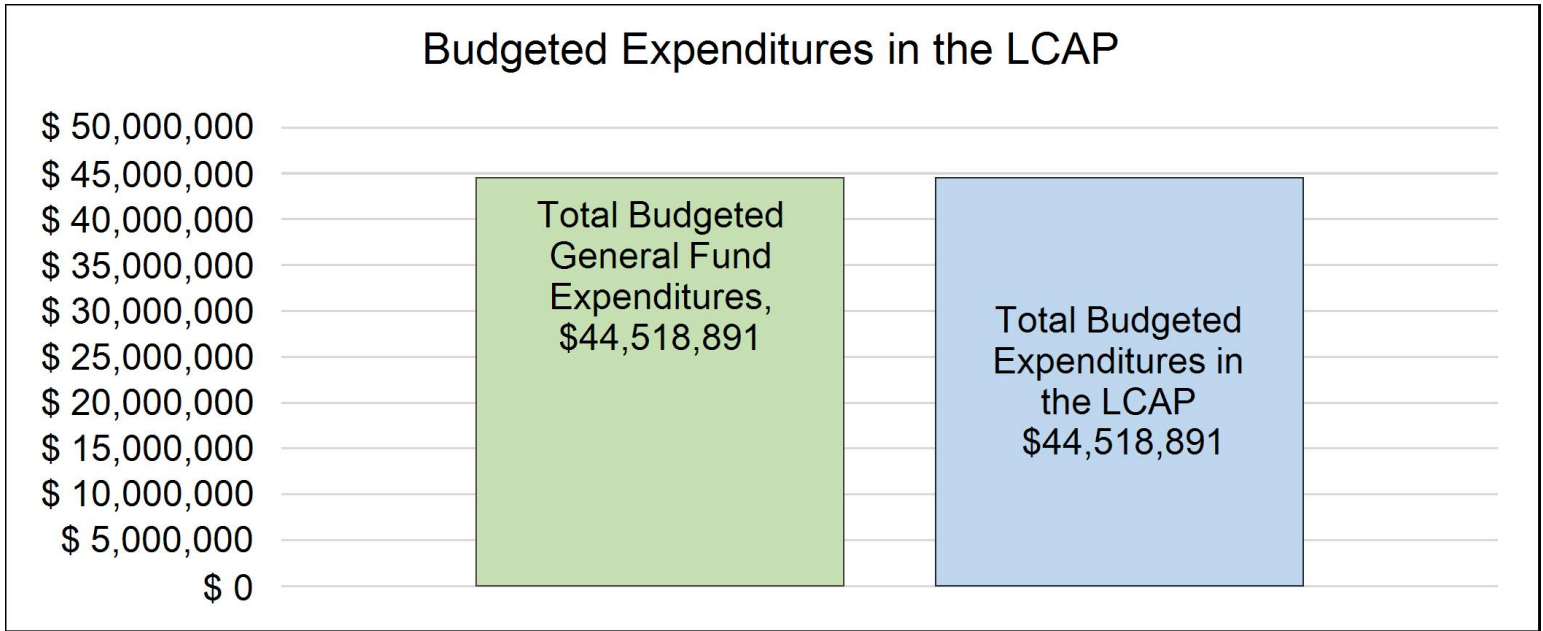 Budgeted Expenditures in the LCAP
$ 50,000,000
$ 45,000,000
$ 40,000,000
$ 35,000,000
$ 30,000,000
$ 25,000,000
$ 20,000,000
$ 15,000,000
$ 10,000,000
$ 5,000,000
$ 0
Total Budgeted
General Fund
Expenditures,
$44,518,891
Total Budgeted
Expenditures in
the LCAP
$44,518,891